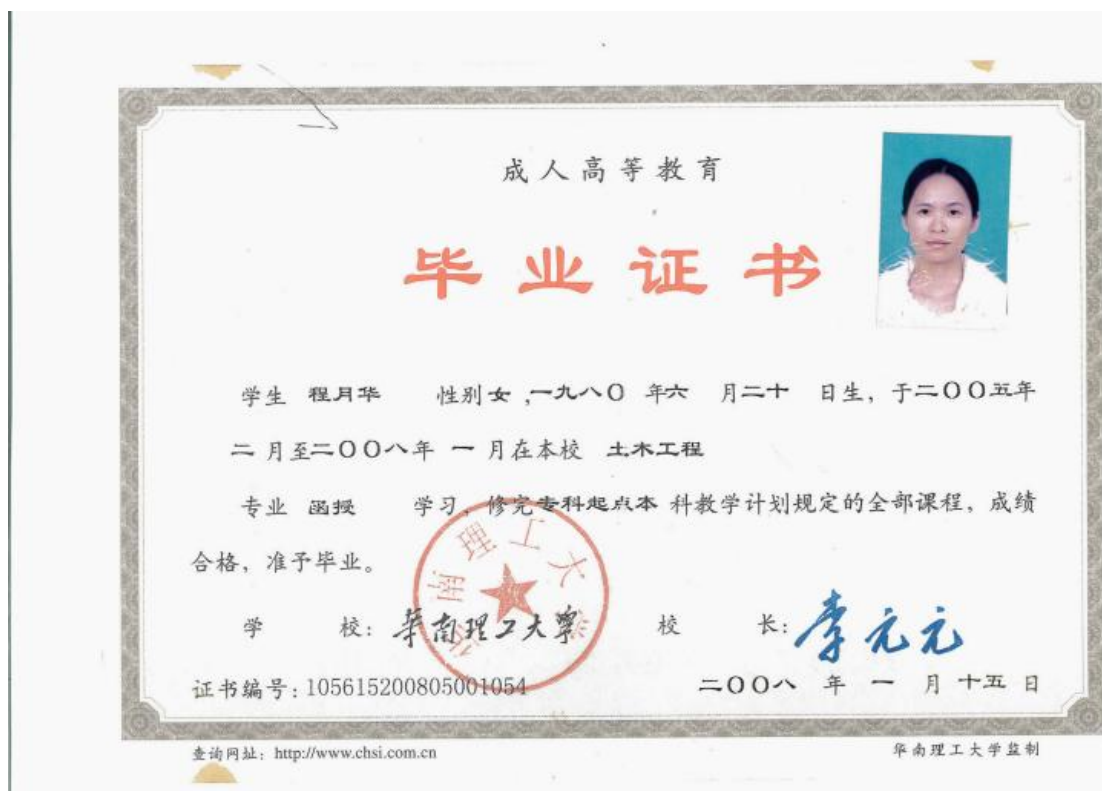 成人高等教育
毕业证书
学生 程月华 性别 女 ,一九八〇 年六 月二十 日生，于二〇〇五年
二 月至二〇〇八年 一 月在本校 土木工程
专业 函授 学习，修完专科起点本 科教学计划规定的全部课程，成绩
合格，准予毕业。
学 校：华南理工大学 校 长：李元元
华南理工大学
证书编号：105615200805001054 二〇〇八 年 一 月 十五 日
查询网址：http://www.chsi.com.cn 华南理工大学监制